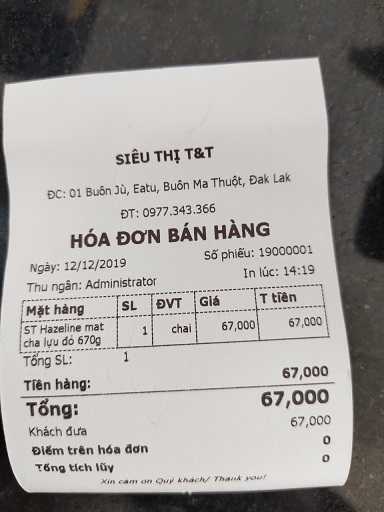 SIÊU THỊ T&T
ĐC: 01 Buôn Jù, Eatu, Buôn Ma Thuột, Đak Lak
ĐT: 0977.343.366
HÓA ĐƠN BÁN HÀNG
Ngày: 12/12/2019 Số phiếu: 19000001
Thu ngân: Administrator In lúc: 14:19
Mặt hàng SL ĐVT Giá T tiền
ST Hazeline mat 1 chai 67,000 67,000
cha lựu đỏ 670g
Tổng SL: 1
Tiền hàng: 67,000
Tổng: 67,000
Khách đưa 67,000
Điểm trên hóa đơn 0
Tổng tích lũy 0
Xin cảm ơn Quý khách/ Thank you!